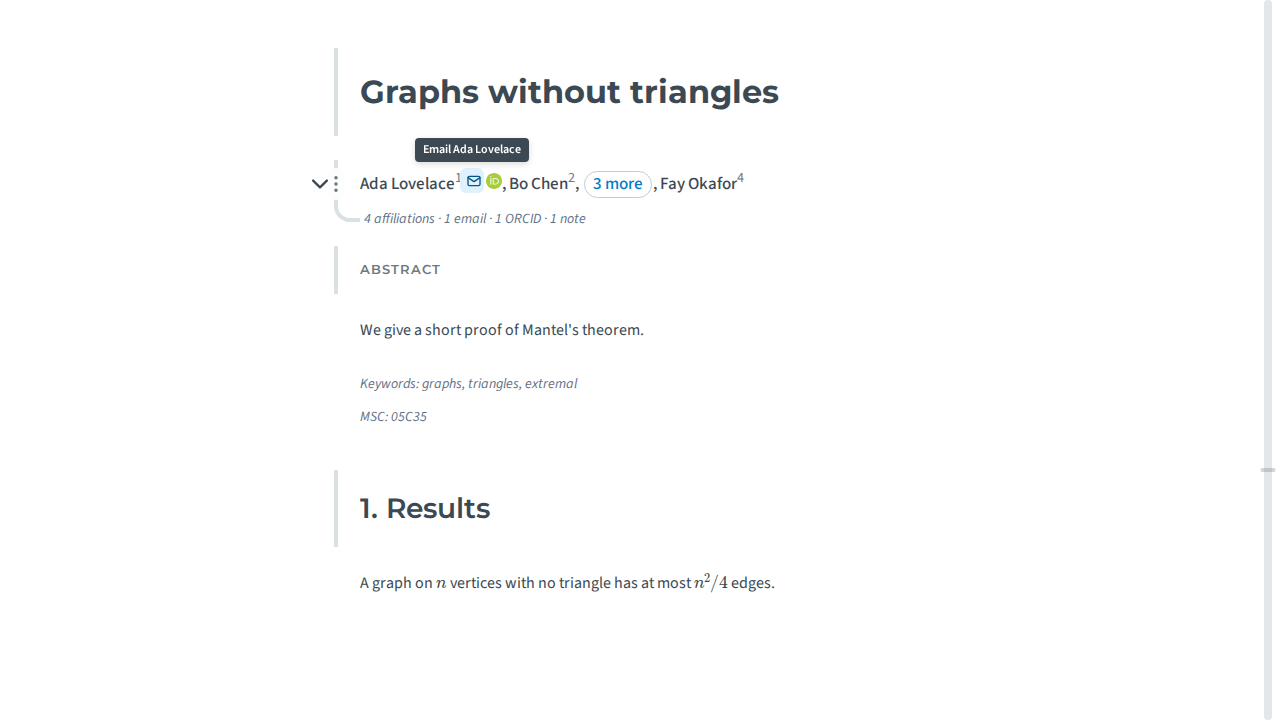 Graphs without triangles
Email Ada Lovelace
Ada Lovelace1 iD, Bo Chen2, 3 more, Fay Okafor4
4 affiliations · 1 email · 1 ORCID · 1 note
ABSTRACT
We give a short proof of Mantel's theorem.
Keywords: graphs, triangles, extremal
MSC: 05C35
1. Results
A graph on n vertices with no triangle has at most n²/4 edges.